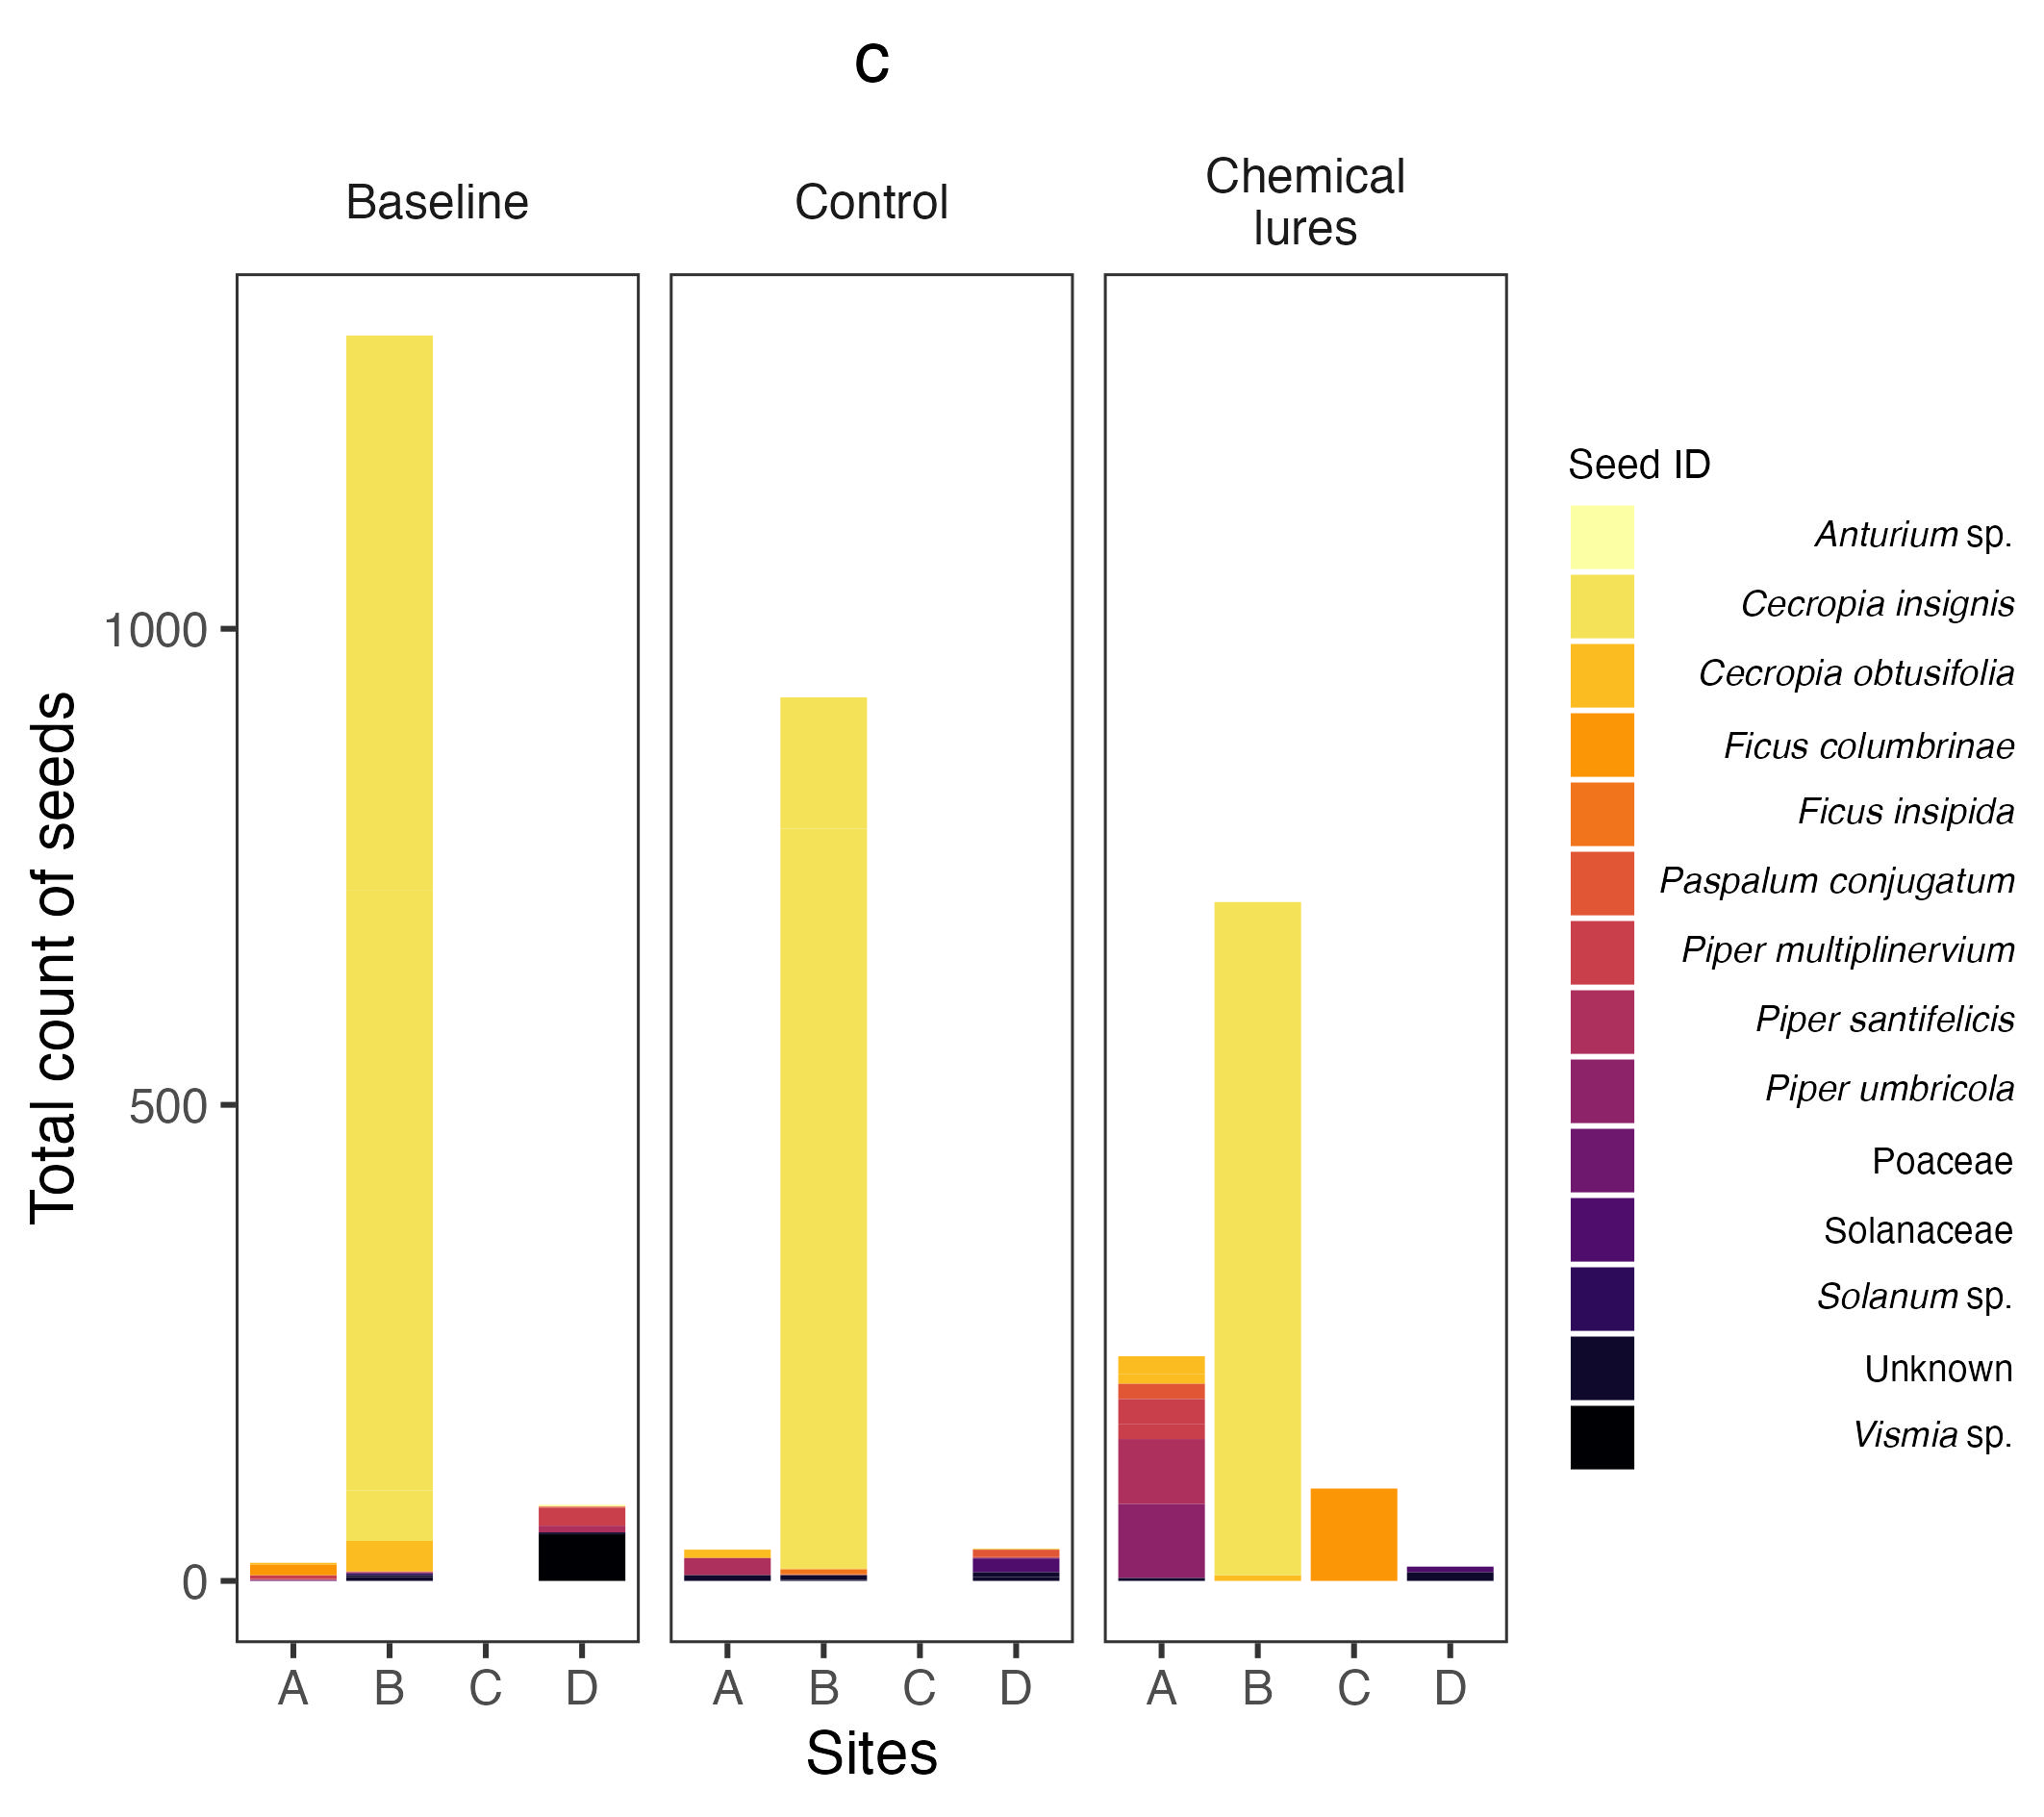 c
Baseline
Control
Chemical
lures
Total count of seeds
1000
500
0
A B C D
A B C D
A B C D
Sites
Seed ID
Anturium sp.
Cecropia insignis
Cecropia obtusifolia
Ficus columbrinae
Ficus insipida
Paspalum conjugatum
Piper multiplinervium
Piper santifelicis
Piper umbricola
Poaceae
Solanaceae
Solanum sp.
Unknown
Vismia sp.